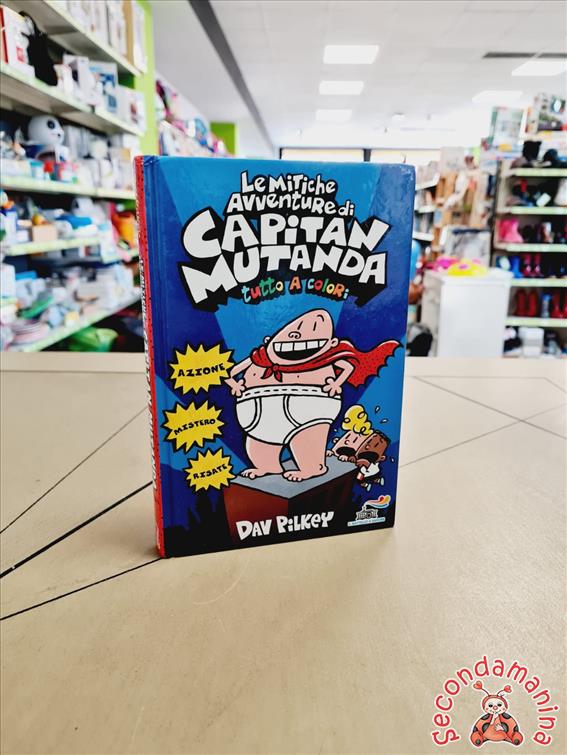 Le Mitiche
Avventure di
Capitan
Mutanda
tutto a colori
Azione
Mistero
Risate
Dav Pilkey
Secondamanina